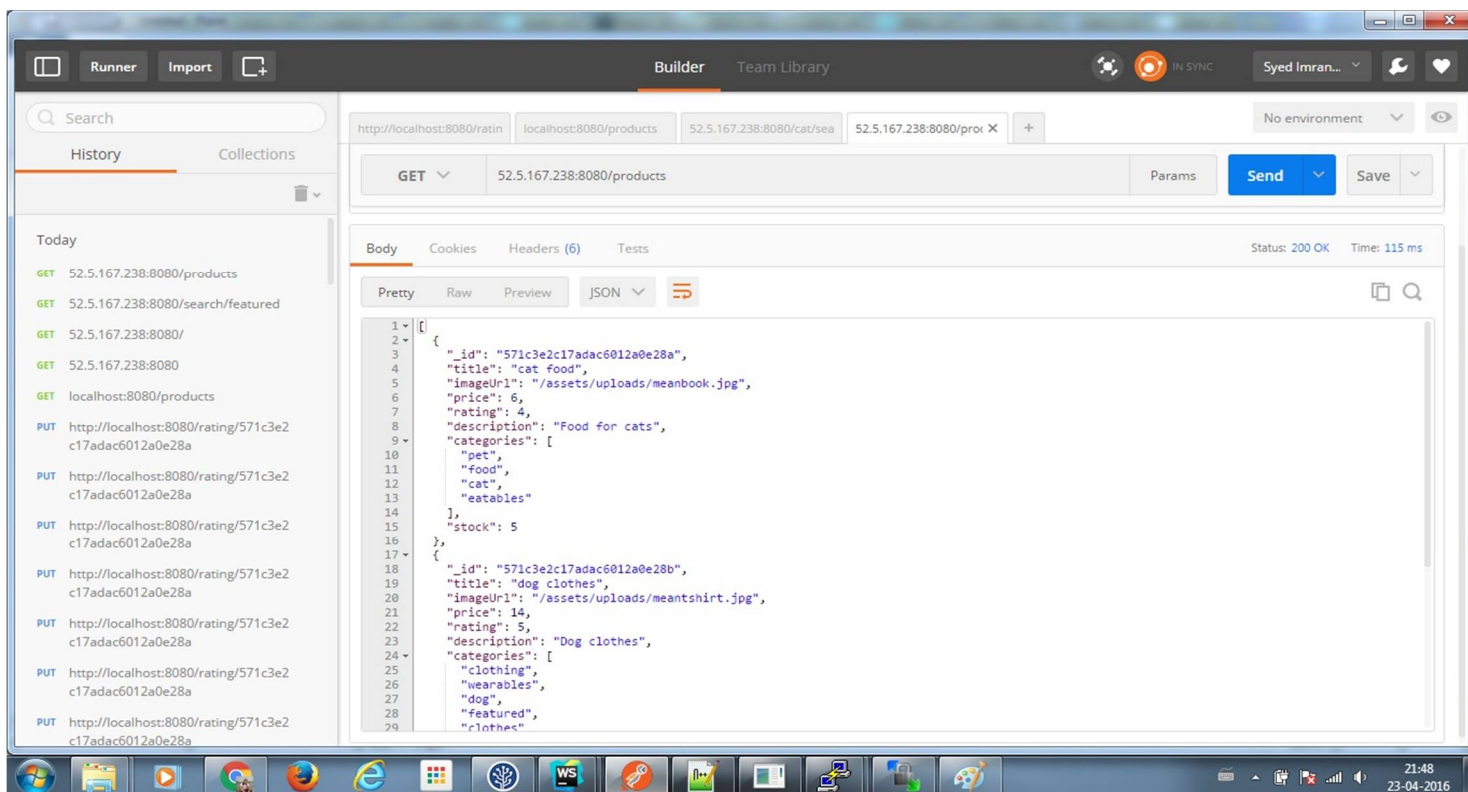 Runner Import Builder Team Library IN SYNC Syed Imran...
Search
History Collections
Today
GET 52.5.167.238:8080/products
GET 52.5.167.238:8080/search/featured
GET 52.5.167.238:8080/
GET 52.5.167.238:8080
GET localhost:8080/products
PUT http://localhost:8080/rating/571c3e2
c17adac6012a0e28a
PUT http://localhost:8080/rating/571c3e2
c17adac6012a0e28a
PUT http://localhost:8080/rating/571c3e2
c17adac6012a0e28a
PUT http://localhost:8080/rating/571c3e2
c17adac6012a0e28a
PUT http://localhost:8080/rating/571c3e2
c17adac6012a0e28a
PUT http://localhost:8080/rating/571c3e2
c17adac6012a0e28a
PUT http://localhost:8080/rating/571c3e2
c17adac6012a0e28a
http://localhost:8080/ratin localhost:8080/products 52.5.167.238:8080/cat/sea 52.5.167.238:8080/pro X + No environment
GET 52.5.167.238:8080/products Params Send Save
Body Cookies Headers (6) Tests Status: 200 OK Time: 115 ms
Pretty Raw Preview JSON
1 [
2 {
3 "_id": "571c3e2c17adac6012a0e28a",
4 "title": "cat food",
5 "imageUrl": "/assets/uploads/meanbook.jpg",
6 "price": 6,
7 "rating": 4,
8 "description": "Food for cats",
9 "categories": [
10 "pet",
11 "food",
12 "cat",
13 "eatables"
14 ],
15 "stock": 5
16 },
17 {
18 "_id": "571c3e2c17adac6012a0e28b",
19 "title": "dog clothes",
20 "imageUrl": "/assets/uploads/meantshirt.jpg",
21 "price": 14,
22 "rating": 5,
23 "description": "Dog clothes",
24 "categories": [
25 "clothing",
26 "wearables",
27 "dog",
28 "featured",
29 "clothes"
WS
21:48
23-04-2016